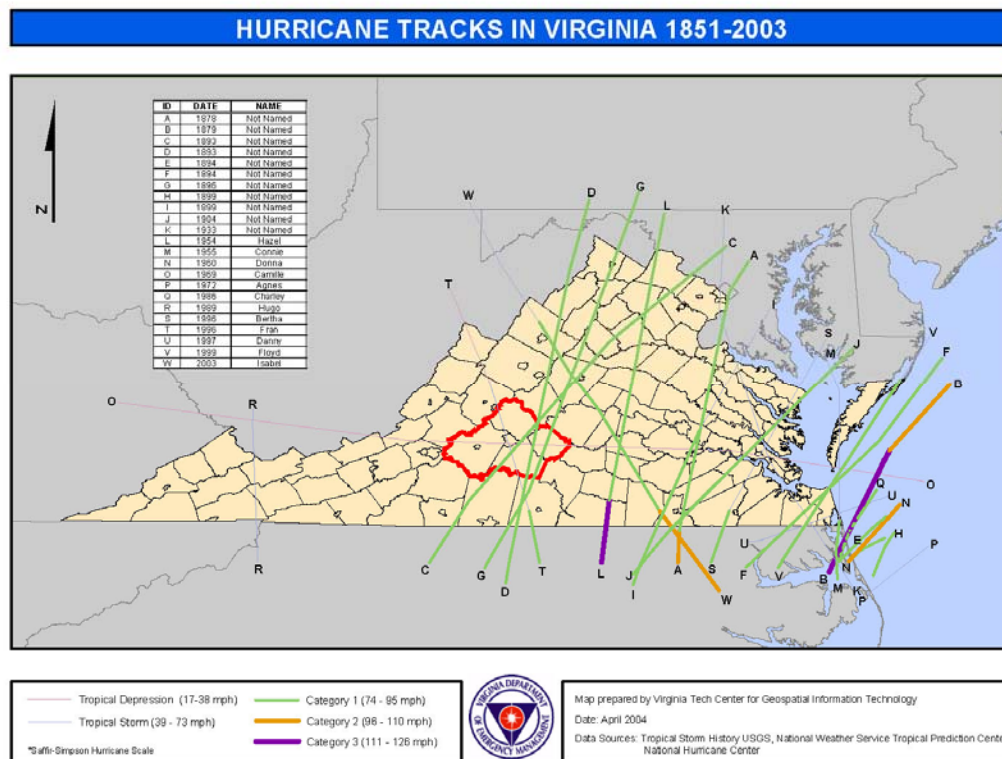 HURRICANE TRACKS IN VIRGINIA 1851-2003
ID DATE NAME
A 1878 Not Named
B 1879 Not Named
C 1893 Not Named
D 1893 Not Named
E 1894 Not Named
F 1894 Not Named
G 1896 Not Named
H 1899 Not Named
I 1899 Not Named
J 1904 Not Named
K 1933 Not Named
L 1954 Hazel
M 1955 Connie
N 1960 Donna
O 1969 Camille
P 1972 Agnes
Q 1986 Charley
R 1989 Hugo
S 1996 Bertha
T 1996 Fran
U 1997 Danny
V 1999 Floyd
W 2003 Isabel
N
W D G L K C A
T
I
S
M J V F B
O R
Q U N O
E H P
U
R C G D T L J I A S W F V B M N K P
Tropical Depression (17-38 mph)
Tropical Storm (39 - 73 mph)
*Saffir-Simpson Hurricane Scale
Category 1 (74 - 95 mph)
Category 2 (96 - 110 mph)
Category 3 (111 - 126 mph)
VIRGINIA DEPARTMENT
OF EMERGENCY MANAGEMENT
Map prepared by Virginia Tech Center for Geospatial Information Technology
Date: April 2004
Data Sources: Tropical Storm History USGS, National Weather Service Tropical Prediction Cente
National Hurricane Center